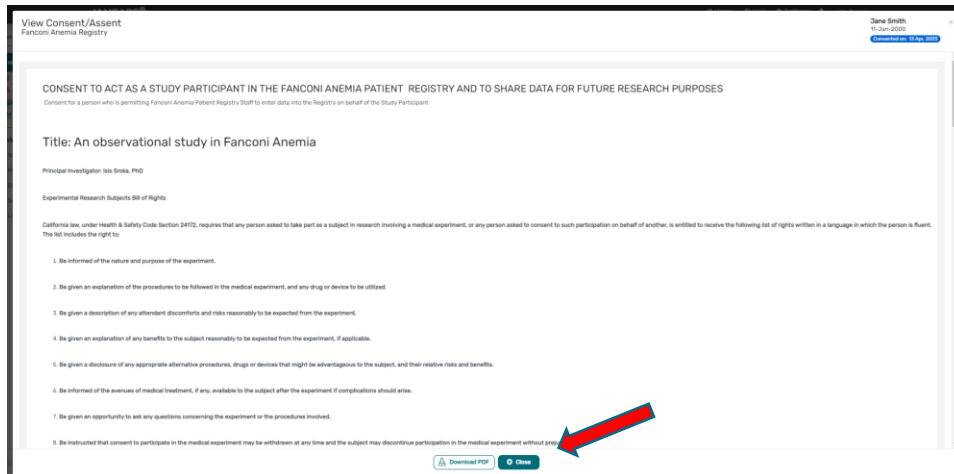 View Consent/Assent
Fanconi Anemia Registry
Jane Smith
11-Jan-2000
Consented on: 13 Apr, 2023
CONSENT TO ACT AS A STUDY PARTICIPANT IN THE FANCONI ANEMIA PATIENT REGISTRY AND TO SHARE DATA FOR FUTURE RESEARCH PURPOSES
Consent for a person who is permitting Fanconi Anemia Patient Registry Staff to enter data into the Registry on behalf of the Study Participant
Title: An observational study in Fanconi Anemia
Principal Investigator: Isis Sroka, PhD
Experimental Research Subjects Bill of Rights
California law, under Health & Safety Code Section 24172, requires that any person asked to take part as a subject in research involving a medical experiment, or any person asked to consent to such participation on behalf of another, is entitled to receive the following list of rights written in a language in which the person is fluent.
The list includes the right to:
1. Be informed of the nature and purpose of the experiment.
2. Be given an explanation of the procedures to be followed in the medical experiment, and any drug or device to be utilized.
3. Be given a description of any attendant discomforts and risks reasonably to be expected from the experiment.
4. Be given an explanation of any benefits to the subject reasonably to be expected from the experiment, if applicable.
5. Be given a disclosure of any appropriate alternative procedures, drugs or devices that might be advantageous to the subject, and their relative risks and benefits.
6. Be informed of the avenues of medical treatment, if any, available to the subject after the experiment if complications should arise.
7. Be given an opportunity to ask any questions concerning the experiment or the procedures involved.
8. Be instructed that consent to participate in the medical experiment may be withdrawn at any time and the subject may discontinue participation in the medical experiment without
Download PDF
Close